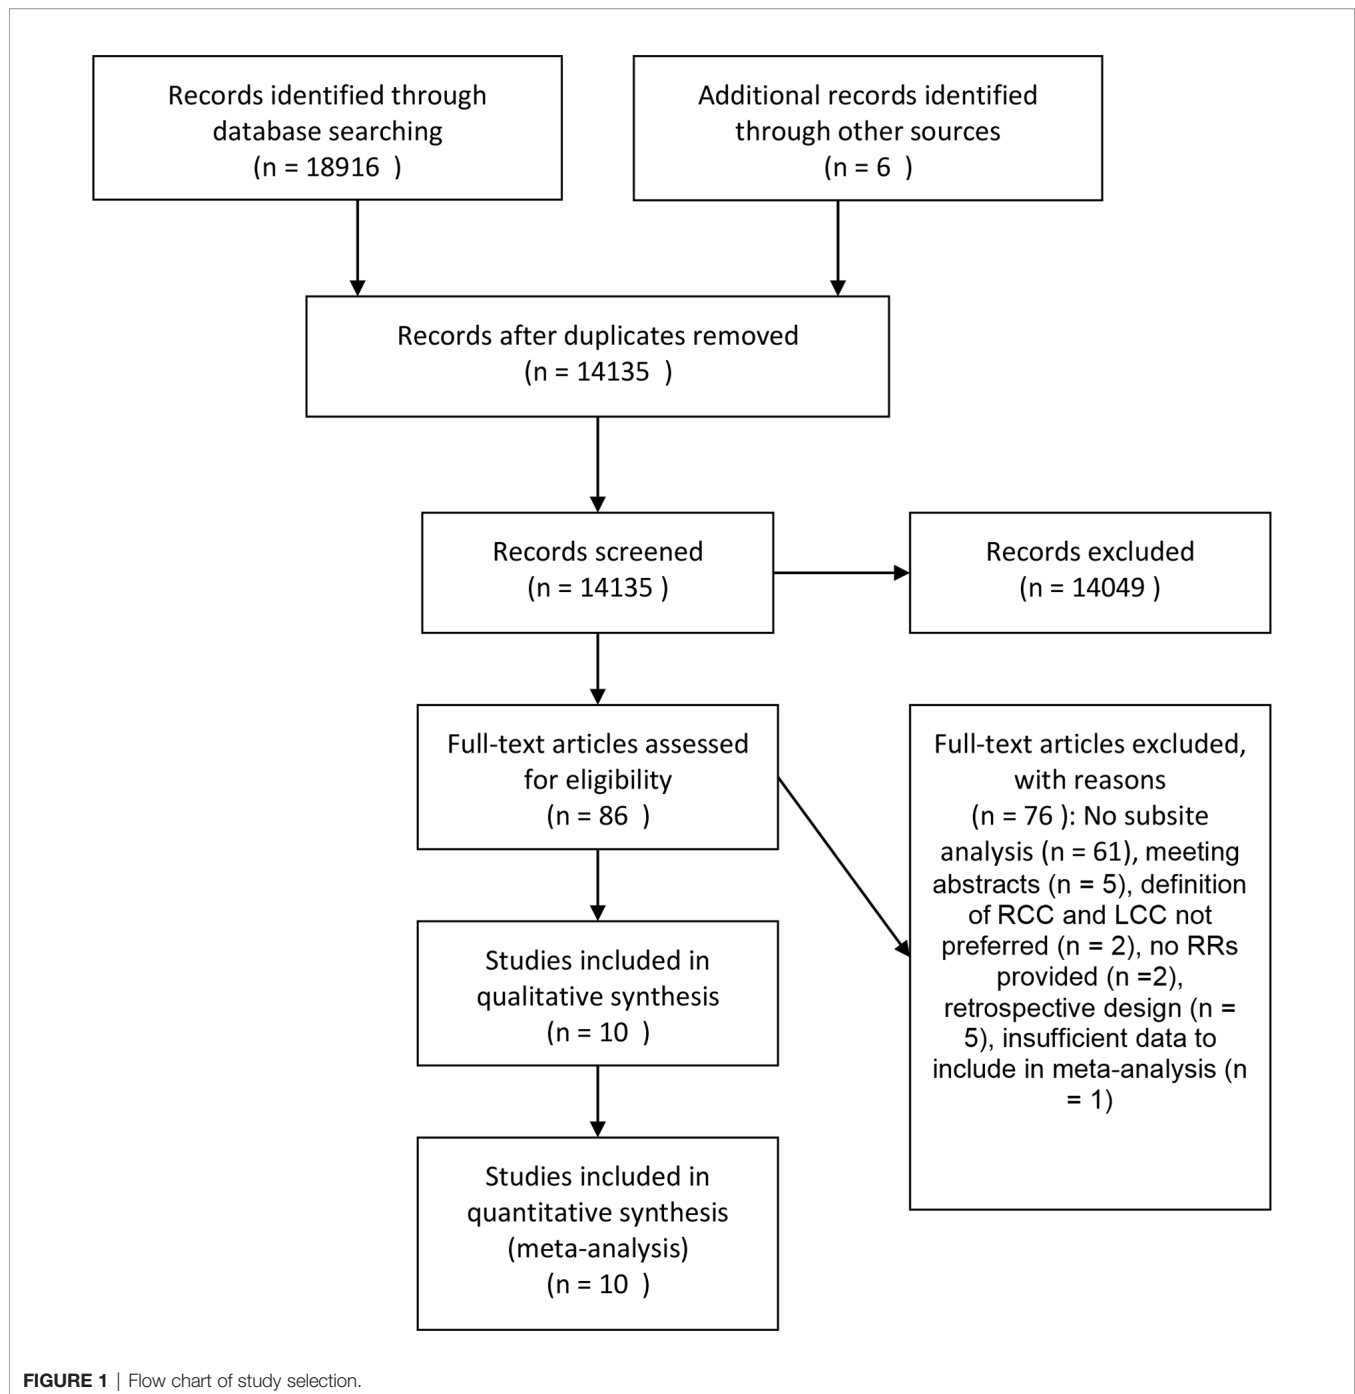 Records identified through
database searching
(n = 18916  )
Additional records identified
through other sources
(n = 6  )
Records after duplicates removed
(n = 14135  )
Records screened
(n = 14135 )
Records excluded
(n = 14049 )
Full-text articles assessed
for eligibility
(n = 86  )
Full-text articles excluded,
with reasons
(n = 76 ): No subsite
analysis (n = 61), meeting
abstracts (n = 5), definition
of RCC and LCC not
preferred (n = 2), no RRs
provided (n =2),
retrospective design (n =
5), insufficient data to
include in meta-analysis (n
= 1)
Studies included in
qualitative synthesis
(n = 10  )
Studies included in
quantitative synthesis
(meta-analysis)
(n = 10  )
FIGURE 1 | Flow chart of study selection.